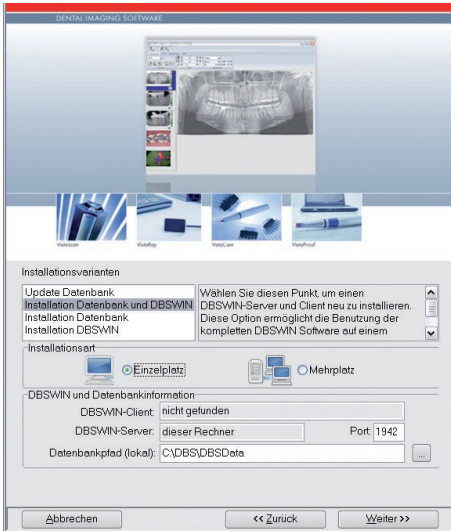 DENTAL IMAGING SOFTWARE
VistaScan VistaRay VistaCam VistaProof
Installationsvarianten
Update Datenbank
Installation Datenbank und DBSWIN
Installation Datenbank
Installation DBSWIN
Wählen Sie diesen Punkt, um einen
DBSWIN-Server und Client neu zu installieren.
Diese Option ermöglicht die Benutzung der
kompletten DBSWIN Software auf einem
Installationsart
Einzelplatz Mehrplatz
DBSWIN und Datenbankinformation
DBSWIN-Client: nicht gefunden
DBSWIN-Server: dieser Rechner Port: 1942
Datenbankpfad (lokal): C:\DBS\DBSData ...
Abbrechen << Zurück Weiter >>